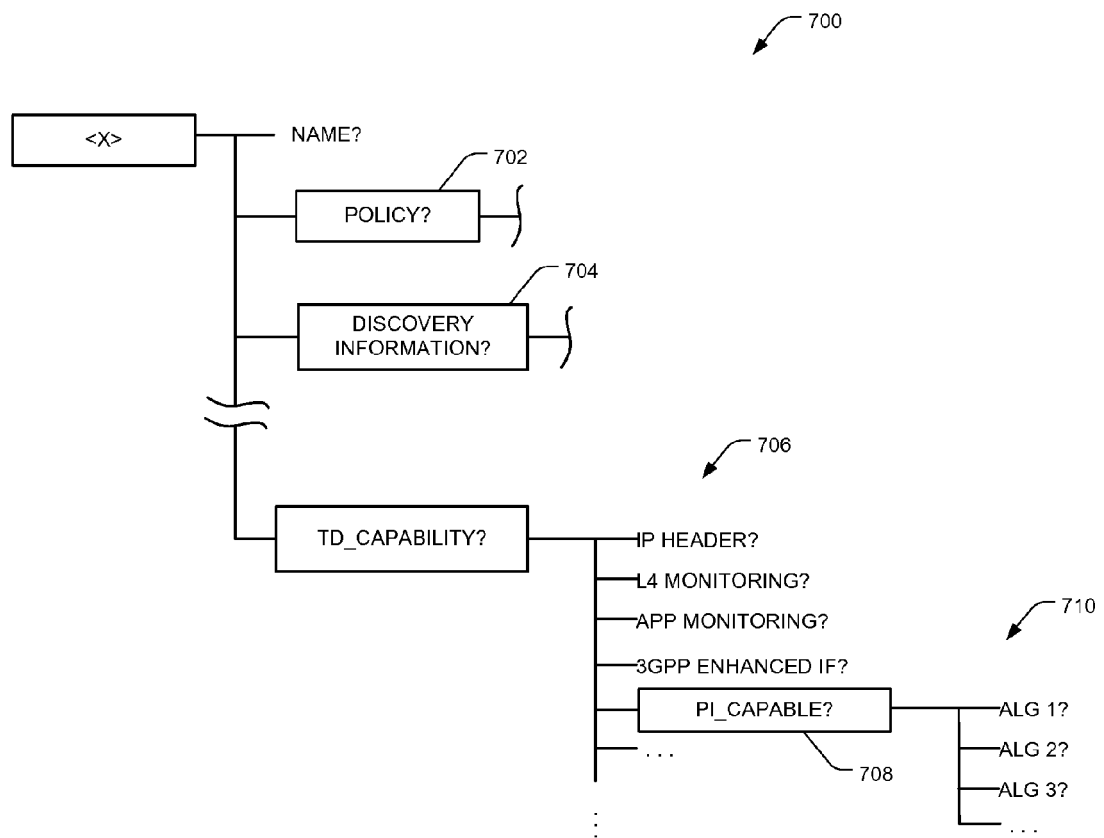 700
<X>
NAME?
702
POLICY?
704
DISCOVERY
INFORMATION?
706
TD_CAPABILITY?
IP HEADER?
L4 MONITORING?
APP MONITORING?
3GPP ENHANCED IF?
710
PI_CAPABLE?
ALG 1?
. . .
708
ALG 2?
ALG 3?
. . .